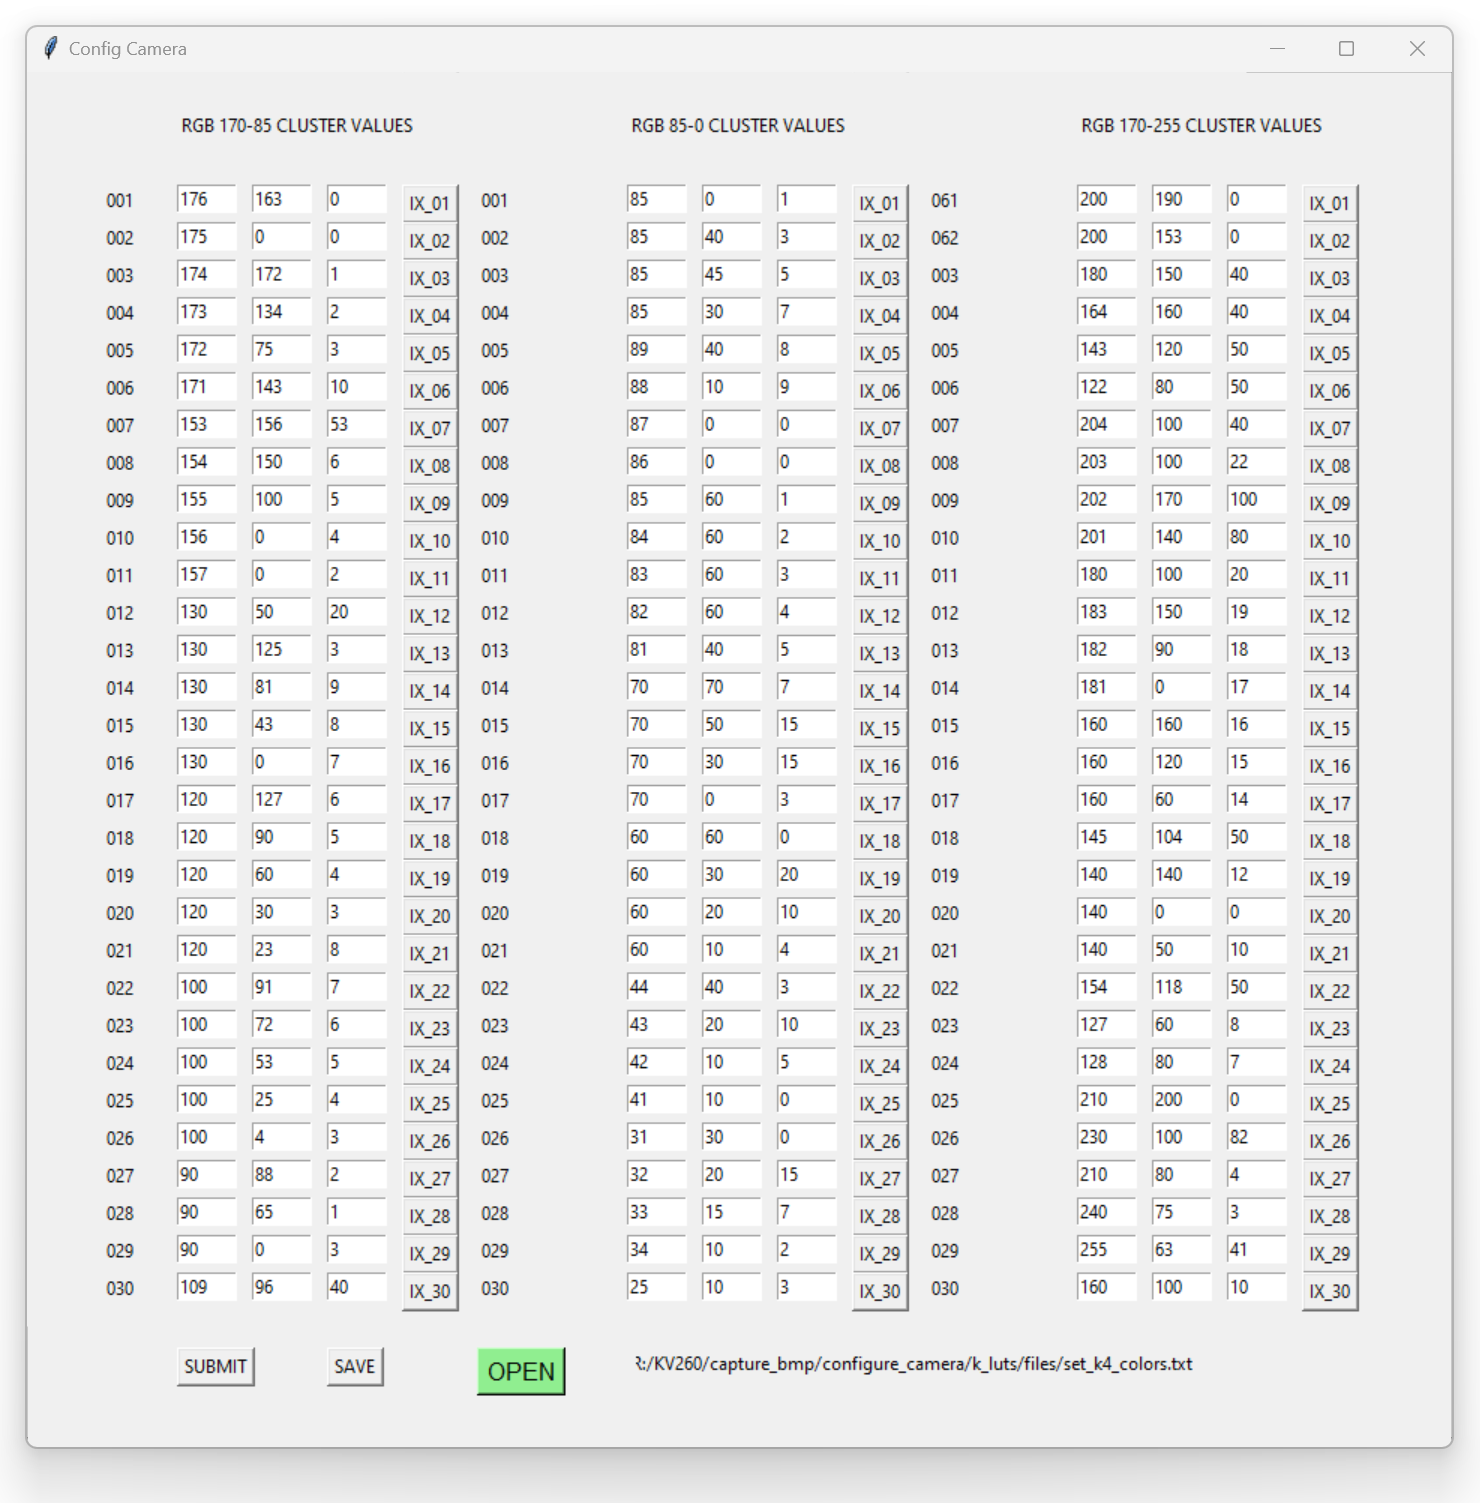 Config Camera
RGB 170-85 CLUSTER VALUES RGB 85-0 CLUSTER VALUES RGB 170-255 CLUSTER VALUES
001 176 163 0 IX_01 001 85 0 1 IX_01 061 200 190 0 IX_01
002 175 0 0 IX_02 002 85 40 3 IX_02 062 200 153 0 IX_02
003 174 172 1 IX_03 003 85 45 5 IX_03 003 180 150 40 IX_03
004 173 134 2 IX_04 004 85 30 7 IX_04 004 164 160 40 IX_04
005 172 75 3 IX_05 005 89 40 8 IX_05 005 143 120 50 IX_05
006 171 143 10 IX_06 006 88 10 9 IX_06 006 122 80 50 IX_06
007 153 156 53 IX_07 007 87 0 0 IX_07 007 204 100 40 IX_07
008 154 150 6 IX_08 008 86 0 0 IX_08 008 203 100 22 IX_08
009 155 100 5 IX_09 009 85 60 1 IX_09 009 202 170 100 IX_09
010 156 0 4 IX_10 010 84 60 2 IX_10 010 201 140 80 IX_10
011 157 0 2 IX_11 011 83 60 3 IX_11 011 180 100 20 IX_11
012 130 50 20 IX_12 012 82 60 4 IX_12 012 183 150 19 IX_12
013 130 125 3 IX_13 013 81 40 5 IX_13 013 182 90 18 IX_13
014 130 81 9 IX_14 014 70 70 7 IX_14 014 181 0 17 IX_14
015 130 43 8 IX_15 015 70 50 15 IX_15 015 160 160 16 IX_15
016 130 0 7 IX_16 016 70 30 15 IX_16 016 160 120 15 IX_16
017 120 127 6 IX_17 017 70 0 3 IX_17 017 160 60 14 IX_17
018 120 90 5 IX_18 018 60 60 0 IX_18 018 145 104 50 IX_18
019 120 60 4 IX_19 019 60 30 20 IX_19 019 140 140 12 IX_19
020 120 30 3 IX_20 020 60 20 10 IX_20 020 140 0 0 IX_20
021 120 23 8 IX_21 021 60 10 4 IX_21 021 140 50 10 IX_21
022 100 91 7 IX_22 022 44 40 3 IX_22 022 154 118 50 IX_22
023 100 72 6 IX_23 023 43 20 10 IX_23 023 127 60 8 IX_23
024 100 53 5 IX_24 024 42 10 5 IX_24 024 128 80 7 IX_24
025 100 25 4 IX_25 025 41 10 0 IX_25 025 210 200 0 IX_25
026 100 4 3 IX_26 026 31 30 0 IX_26 026 230 100 82 IX_26
027 90 88 2 IX_27 027 32 20 15 IX_27 027 210 80 4 IX_27
028 90 65 1 IX_28 028 33 15 7 IX_28 028 240 75 3 IX_28
029 90 0 3 IX_29 029 34 10 2 IX_29 029 255 63 41 IX_29
030 109 96 40 IX_30 030 25 10 3 IX_30 030 160 100 10 IX_30
SUBMIT SAVE OPEN R:/KV260/capture_bmp/configure_camera/k_luts/files/set_k4_colors.txt